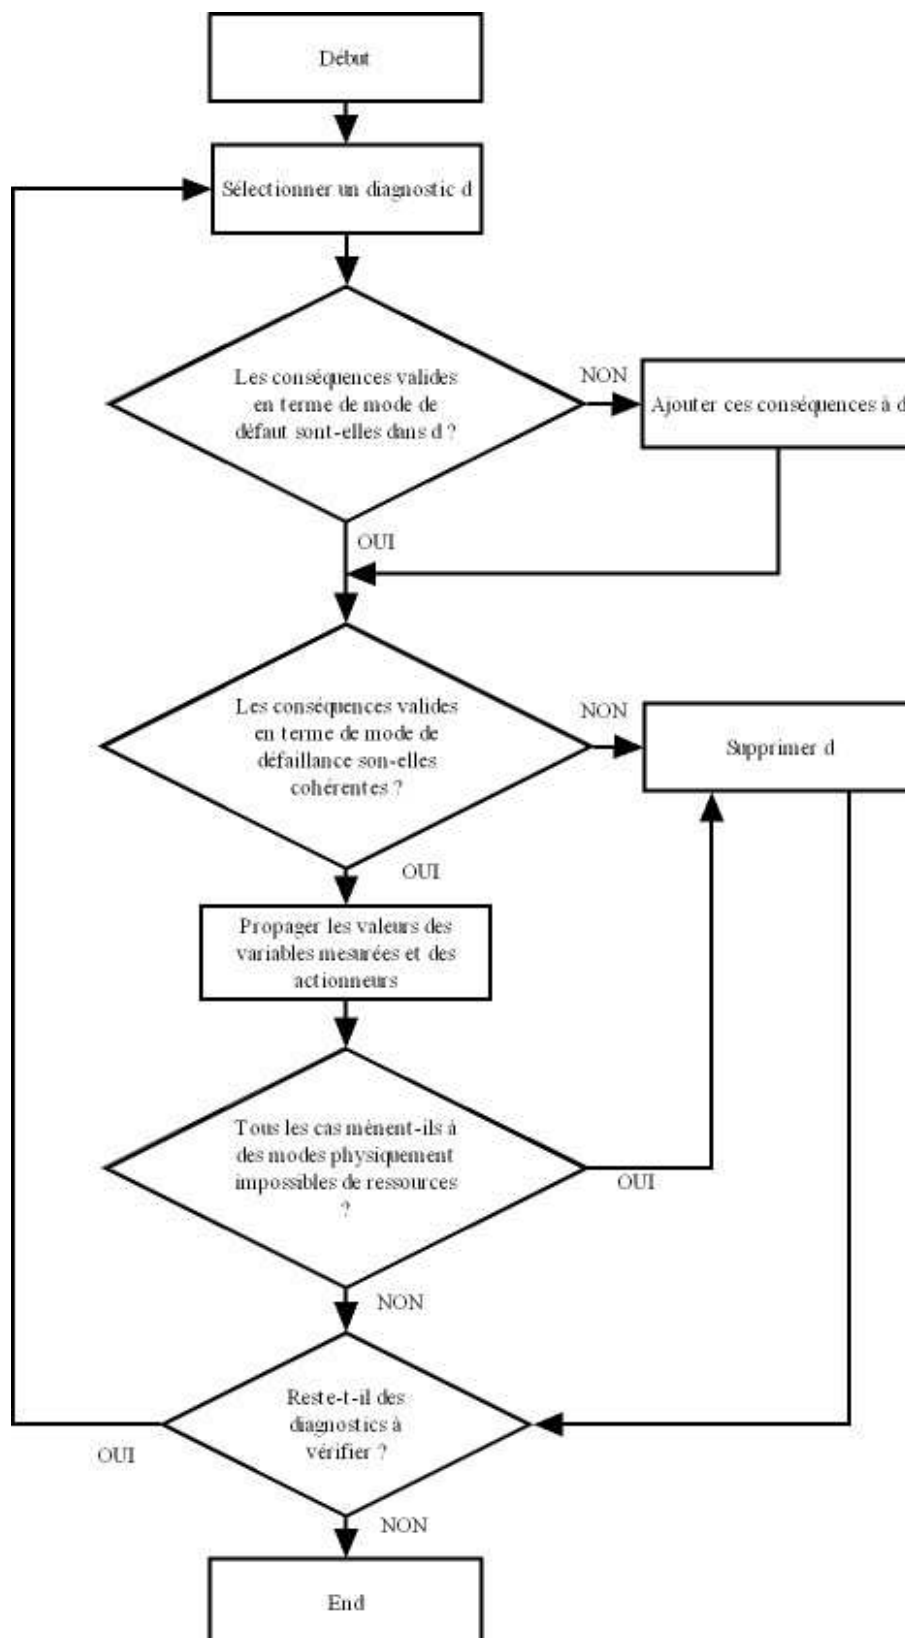 Début
Sélectionner un diagnostic d
Les conséquences valides
en terme de mode de
défaut sont-elles dans d ?
NON
Ajouter ces conséquences à d
OUI
Les conséquences valides
en terme de mode de
défaillance son-elles
cohérentes ?
NON
Supprimer d
OUI
Propager les valeurs des
variables mesurées et des
actionneurs
Tous les cas mènent-ils à
des modes physiquement
impossibles de ressources
?
OUI
NON
Reste-t-il des
diagnostics à
vérifier ?
OUI
NON
End